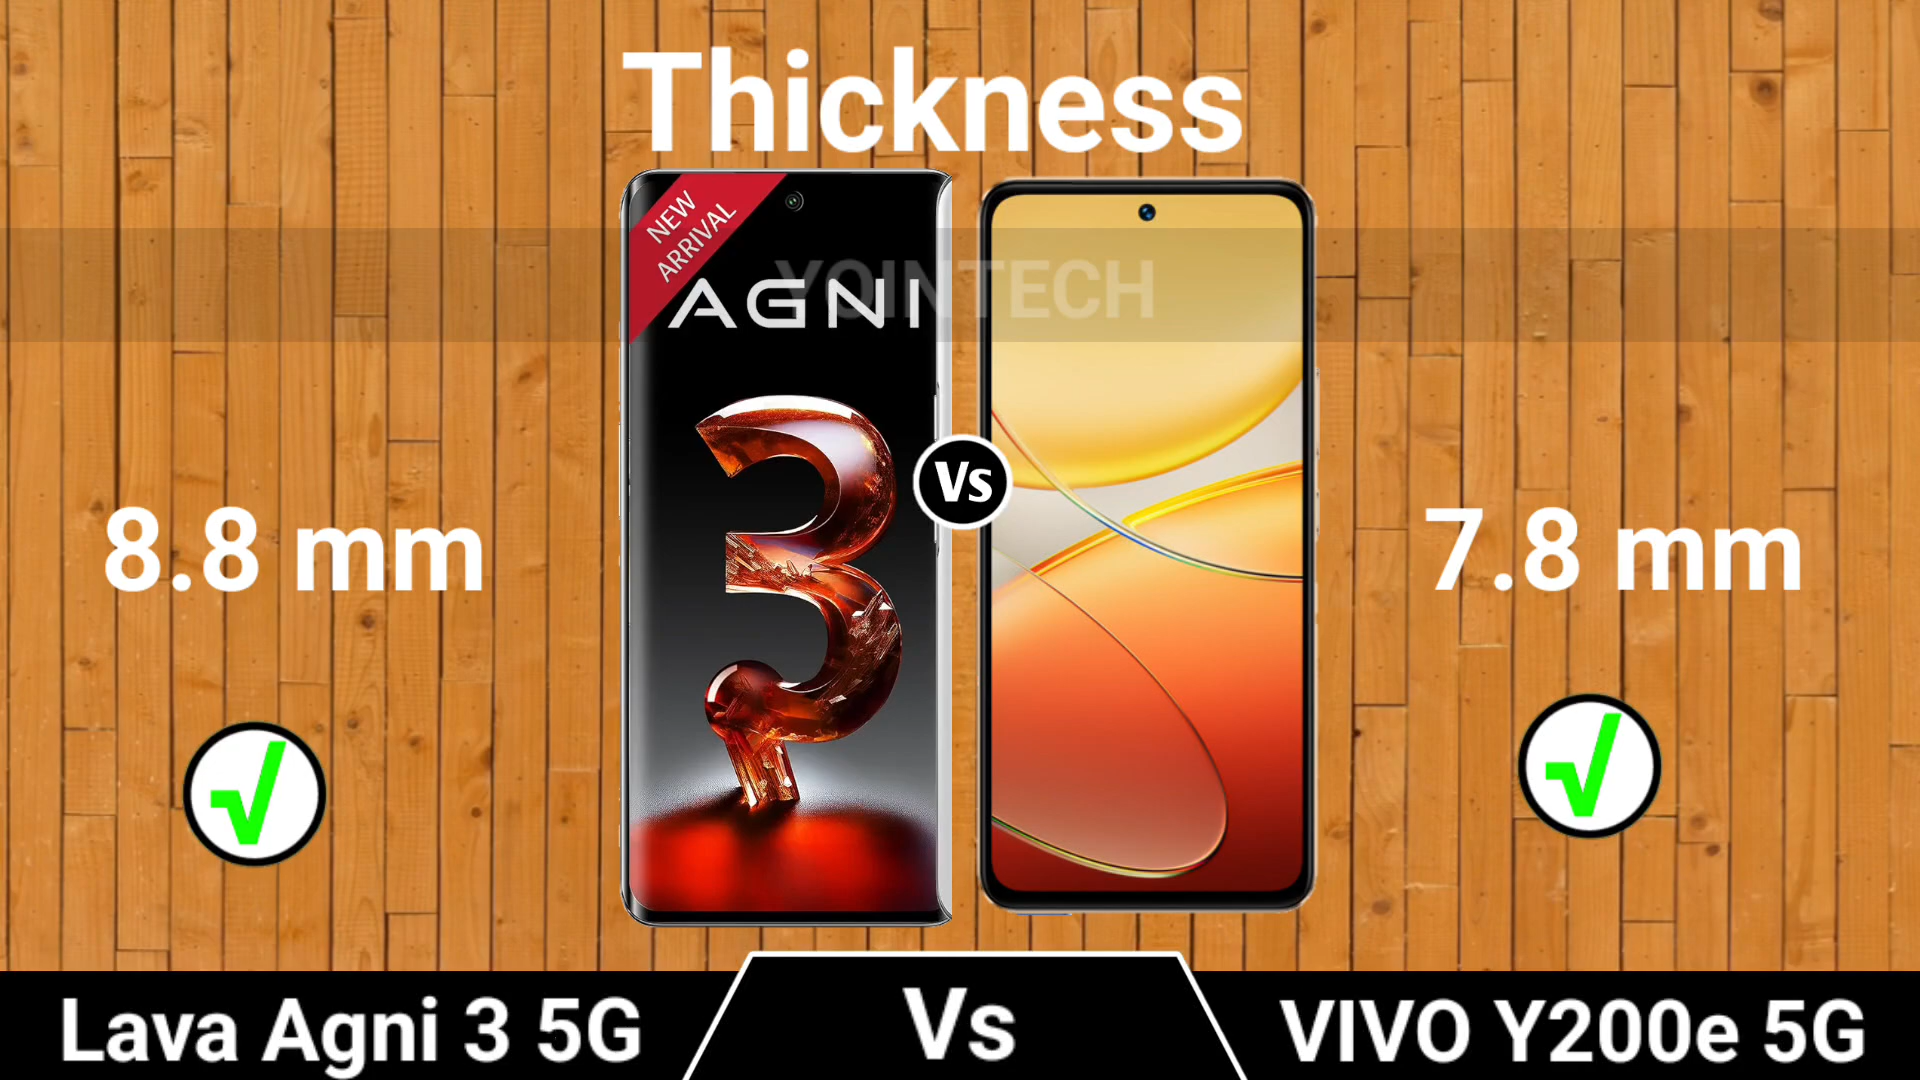 Thickness
NEW
ARRIVAL
YOINTECH
AGNI
3
Vs
8.8 mm
7.8 mm
Lava Agni 3 5G
Vs
VIVO Y200e 5G